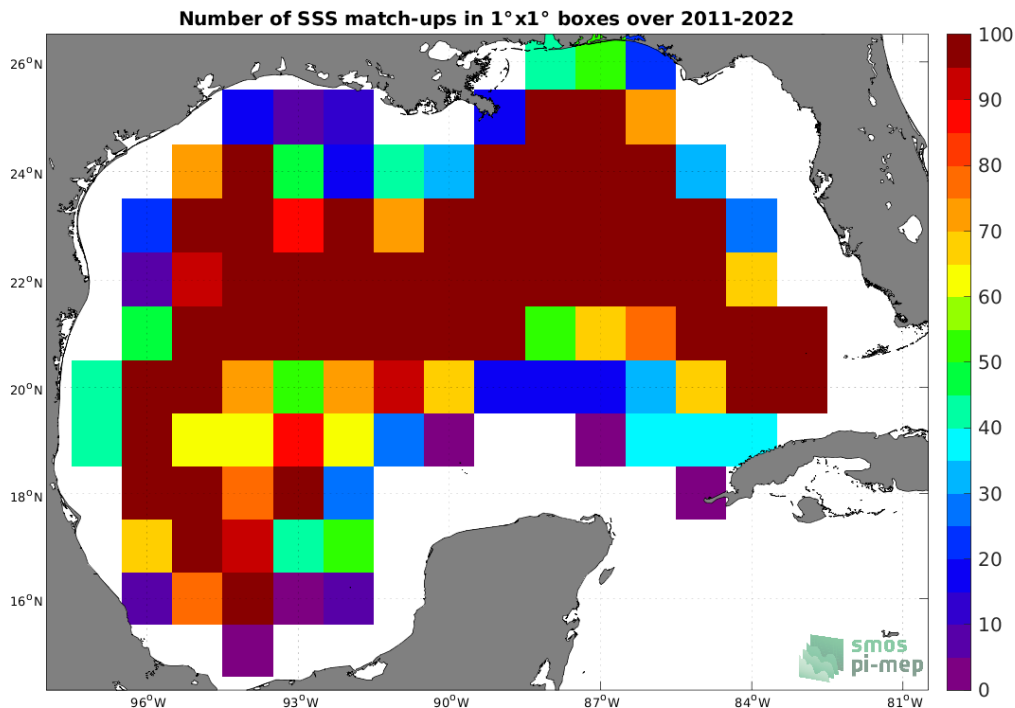 Number of SSS match-ups in 1°x1° boxes over 2011-2022
26°N
24°N
22°N
20°N
18°N
16°N
96°W
93°W
90°W
87°W
84°W
81°W
100
90
80
70
60
50
40
30
20
10
0
smos
pi-mep